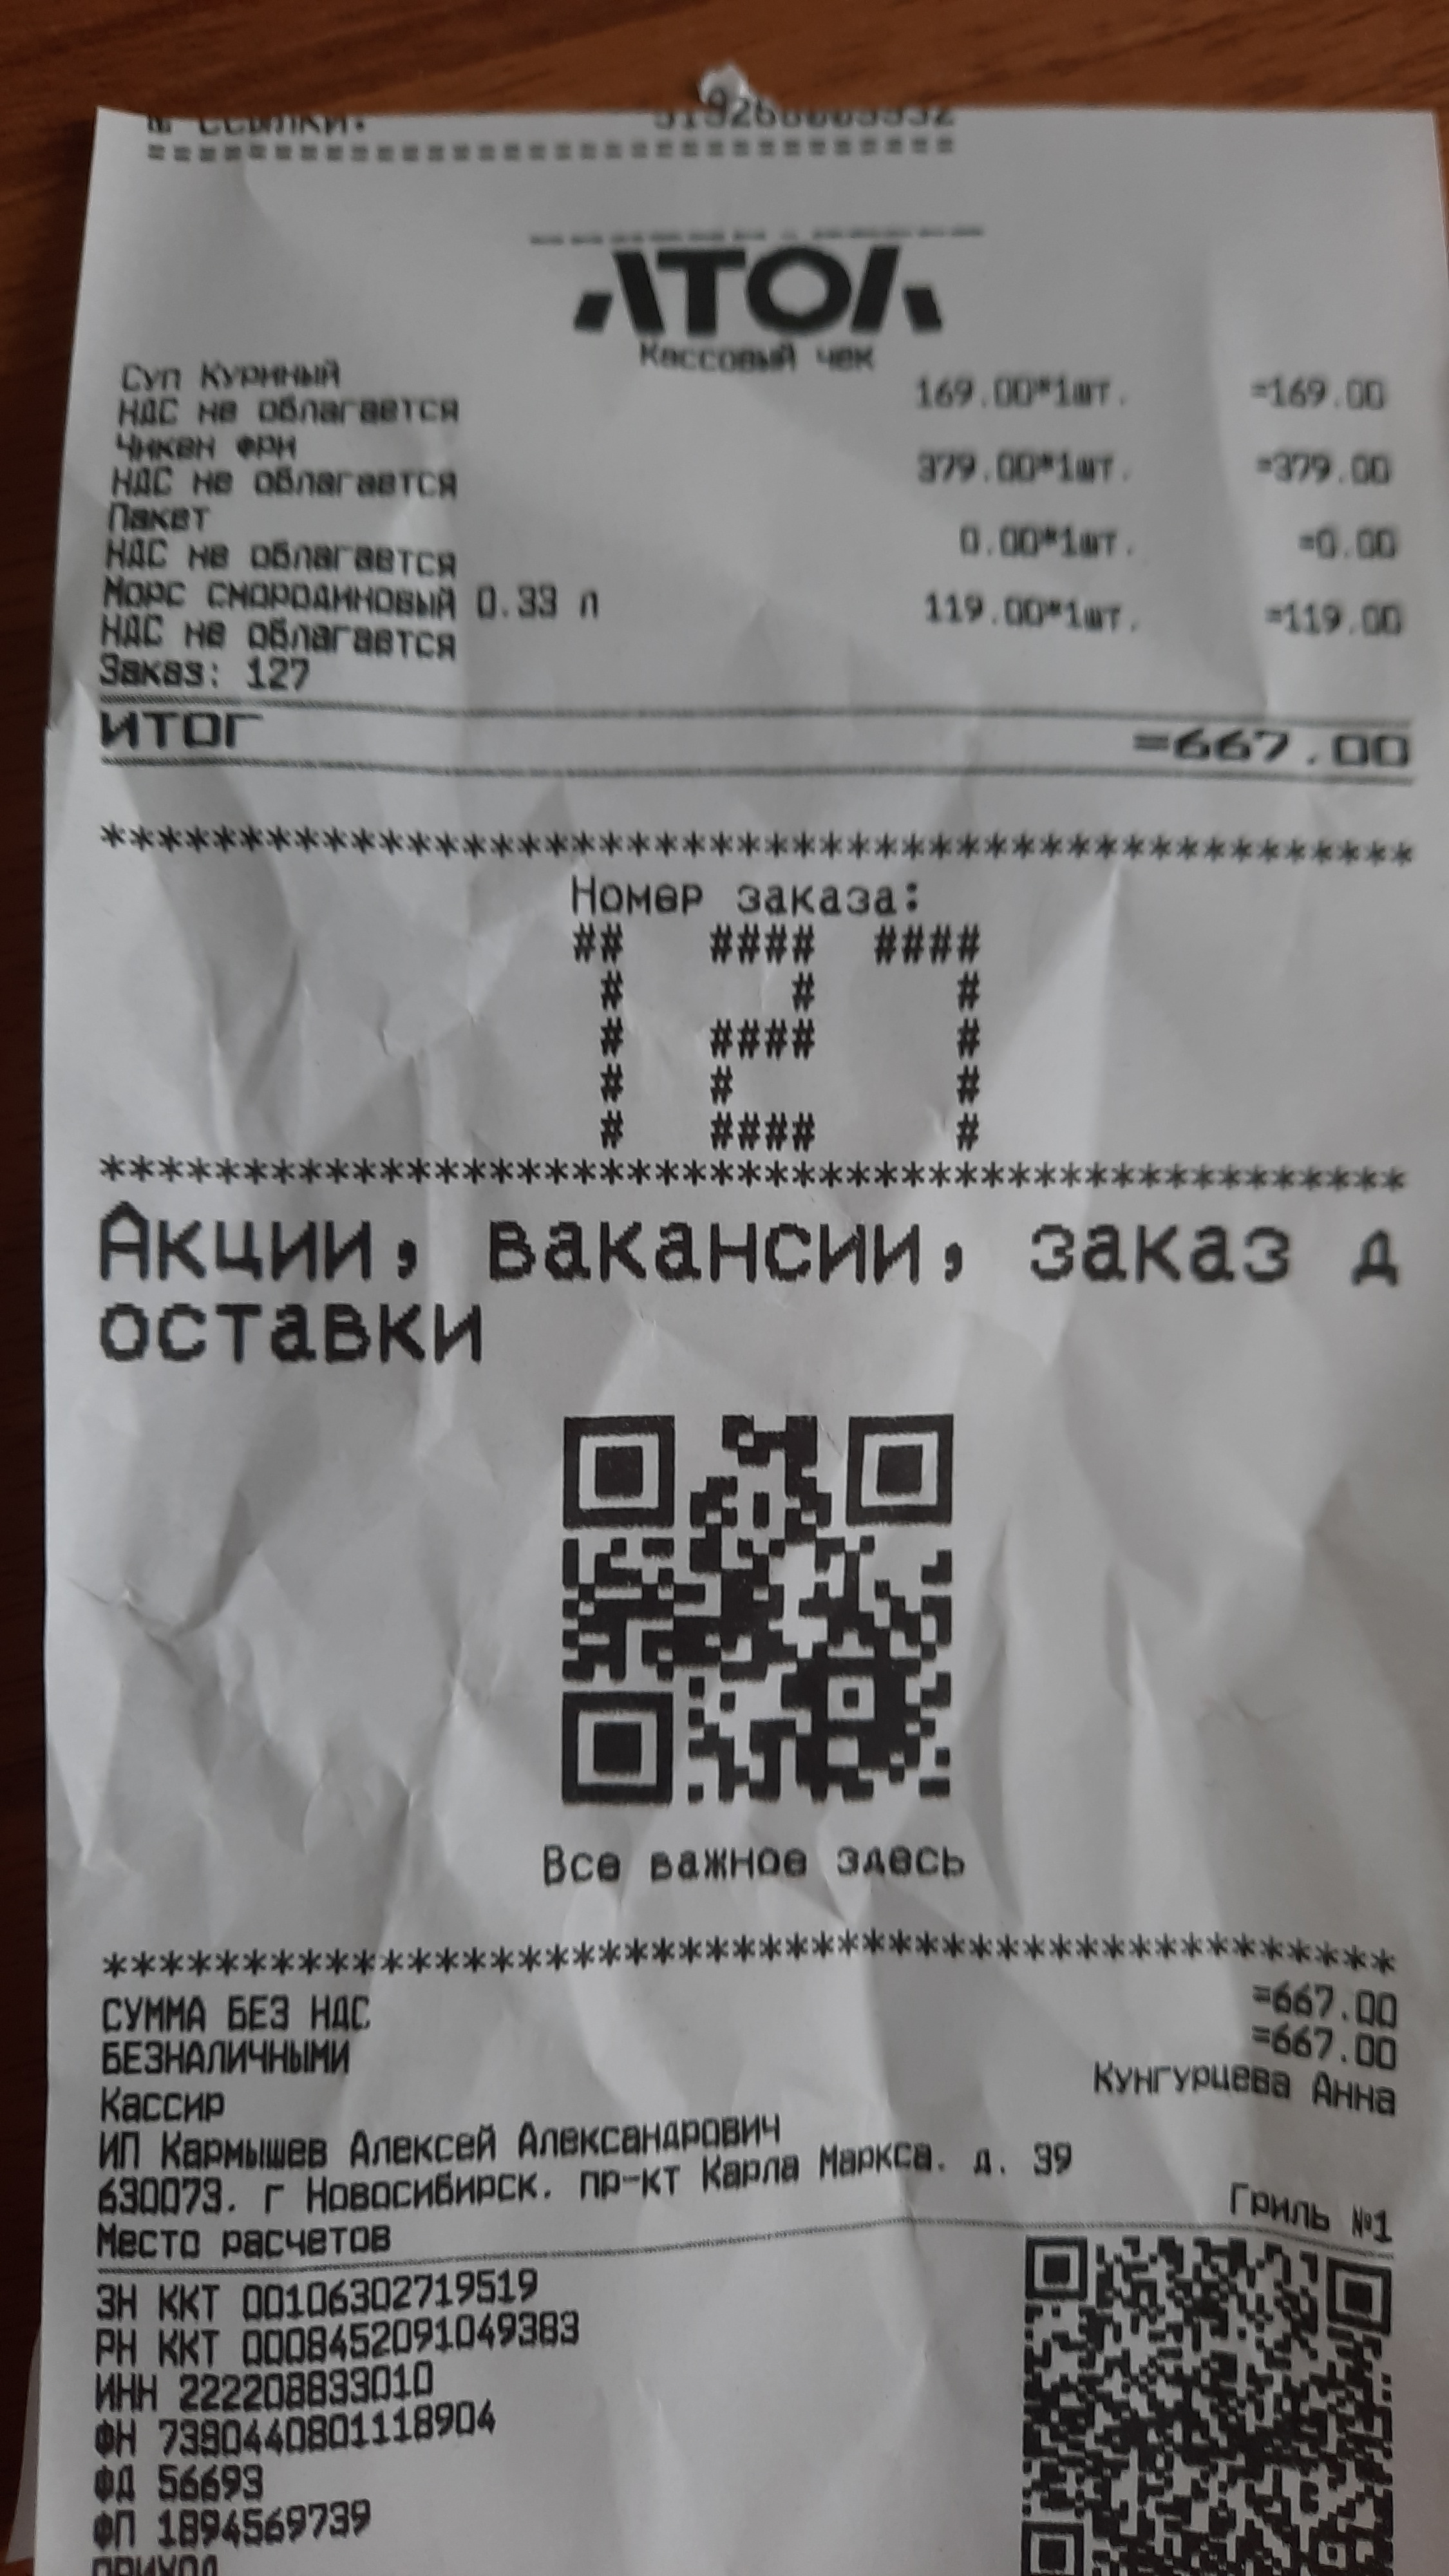 № ССЫЛКИ:
================================
АТОЛ
Кассовый чек
Суп Куриный
НДС не облагается 169.00*1шт. =169.00
Чикен фри
НДС не облагается 379.00*1шт. =379.00
Пакет
НДС не облагается 0.00*1шт. =0.00
Морс смородиновый 0.33 л
НДС не облагается 119.00*1шт. =119.00
Заказ: 127
ИТОГ =667.00
************************************************
Номер заказа:
## #### ####
# # #
# #### #
# # #
# #### #
************************************************
Акции, вакансии, заказ д
оставки
Все важное здесь
************************************************
СУММА БЕЗ НДС =667.00
БЕЗНАЛИЧНЫМИ =667.00
Кассир Кунгурцева Анна
ИП Кармышев Алексей Александрович
630073. г Новосибирск. пр-кт Карла Маркса. д. 39
Место расчетов Гриль №1
ЗН ККТ 00106302719519
РН ККТ 0008452091049383
ИНН 222208833010
ФН 7380440801118904
ФД 56693
ФП 1894569739
ПРИХОД